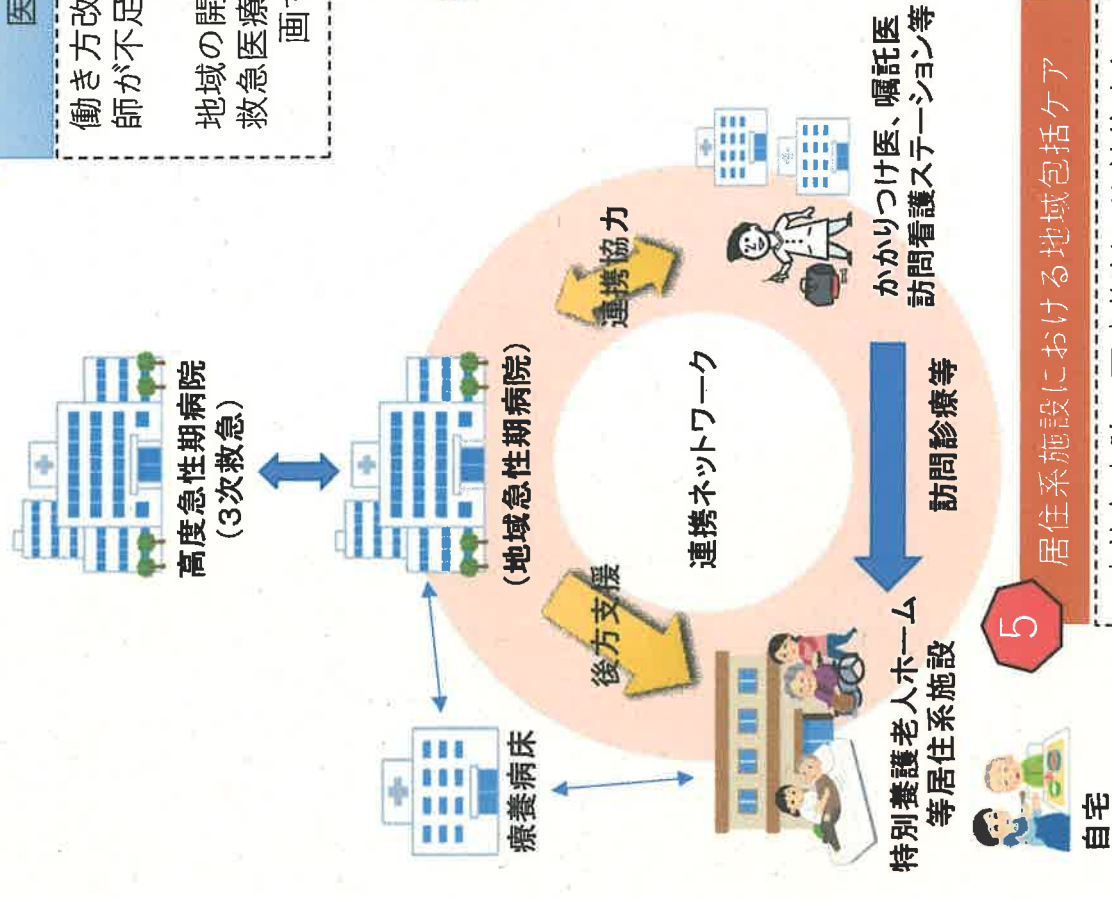 医
働き方改
師が不足
地域の開
救急医療
画
高度急性期病院
(3次救急)
(地域急性期病院)
療養病床
後方支援
連携協力
連携ネットワーク
かかりつけ医、嘱託医
訪問看護ステーション等
訪問診療等
特別養護老人ホーム
等居住系施設
自宅
5
居住系施設における地域包括ケア